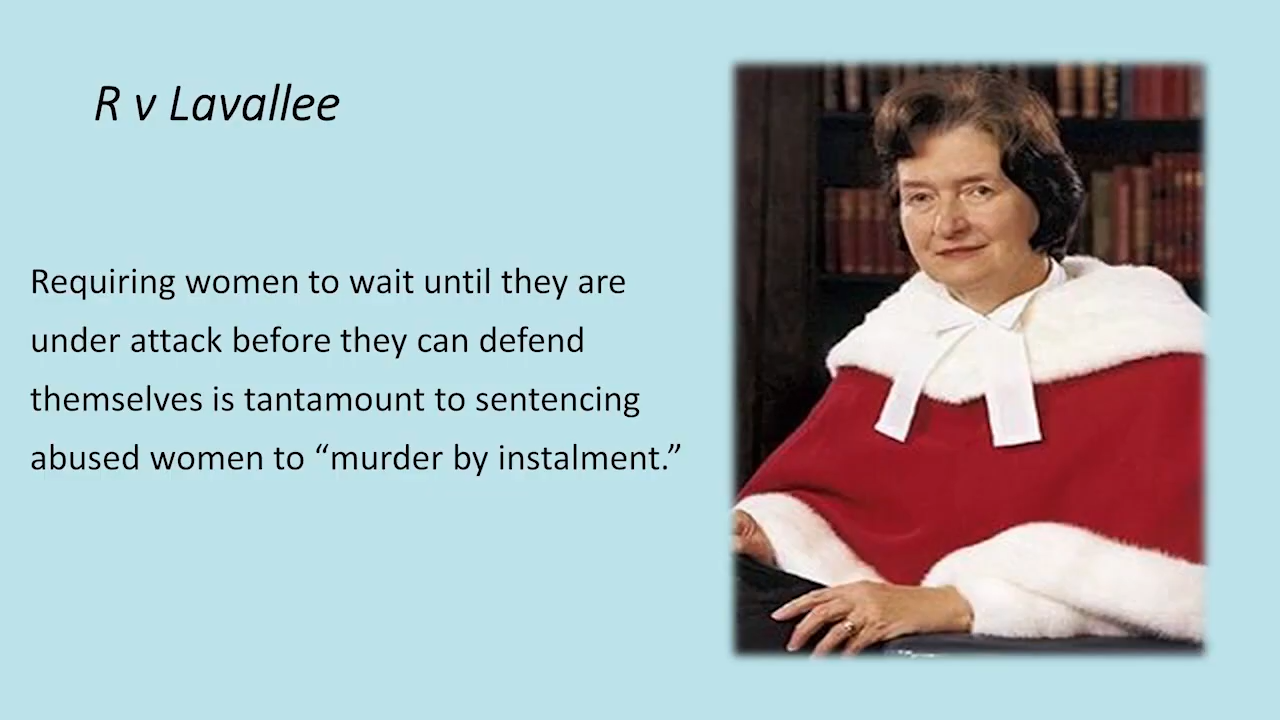 R v Lavallee
Requiring women to wait until they are
under attack before they can defend
themselves is tantamount to sentencing
abused women to “murder by instalment.”